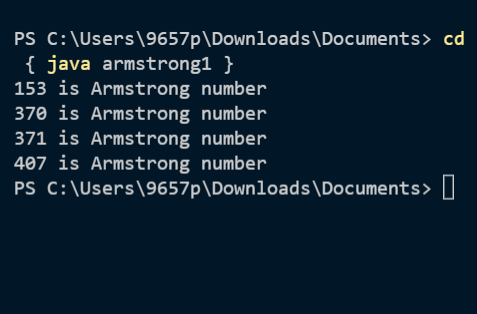 PS C:\Users\9657p\Downloads\Documents> cd
{ java armstrong1 }
153 is Armstrong number
370 is Armstrong number
371 is Armstrong number
407 is Armstrong number
PS C:\Users\9657p\Downloads\Documents>